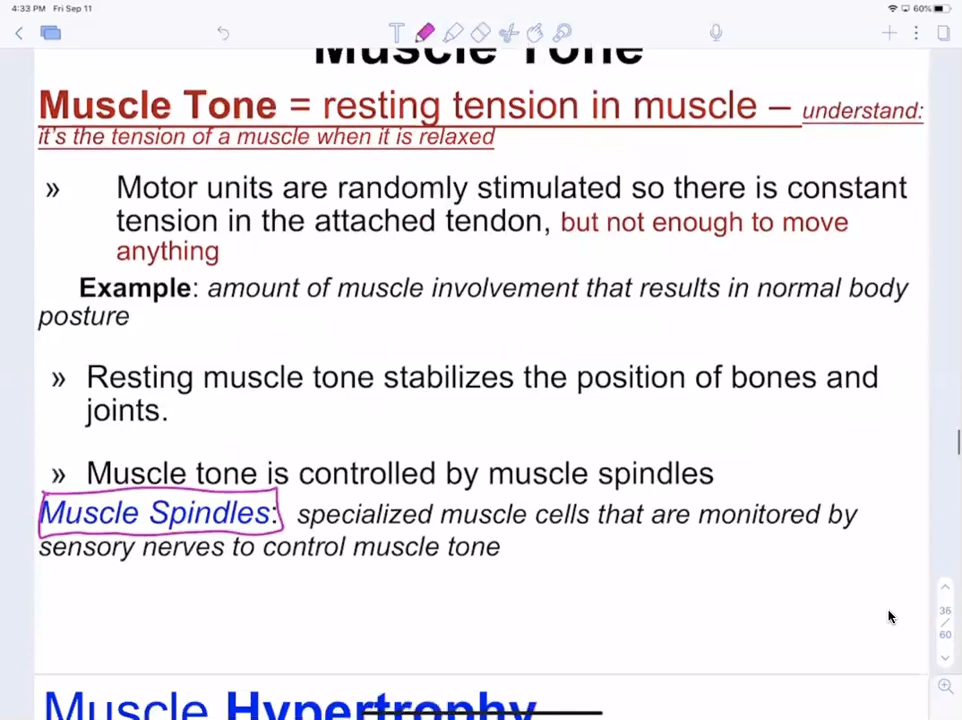 4:33 PM Fri Sep 11
60%
T
Muscle Tone
Muscle Tone = resting tension in muscle – understand:
it's the tension of a muscle when it is relaxed
» Motor units are randomly stimulated so there is constant
tension in the attached tendon, but not enough to move
anything
Example: amount of muscle involvement that results in normal body
posture
» Resting muscle tone stabilizes the position of bones and
joints.
» Muscle tone is controlled by muscle spindles
Muscle Spindles: specialized muscle cells that are monitored by
sensory nerves to control muscle tone
36
/
60
Muscle Hypertrophy